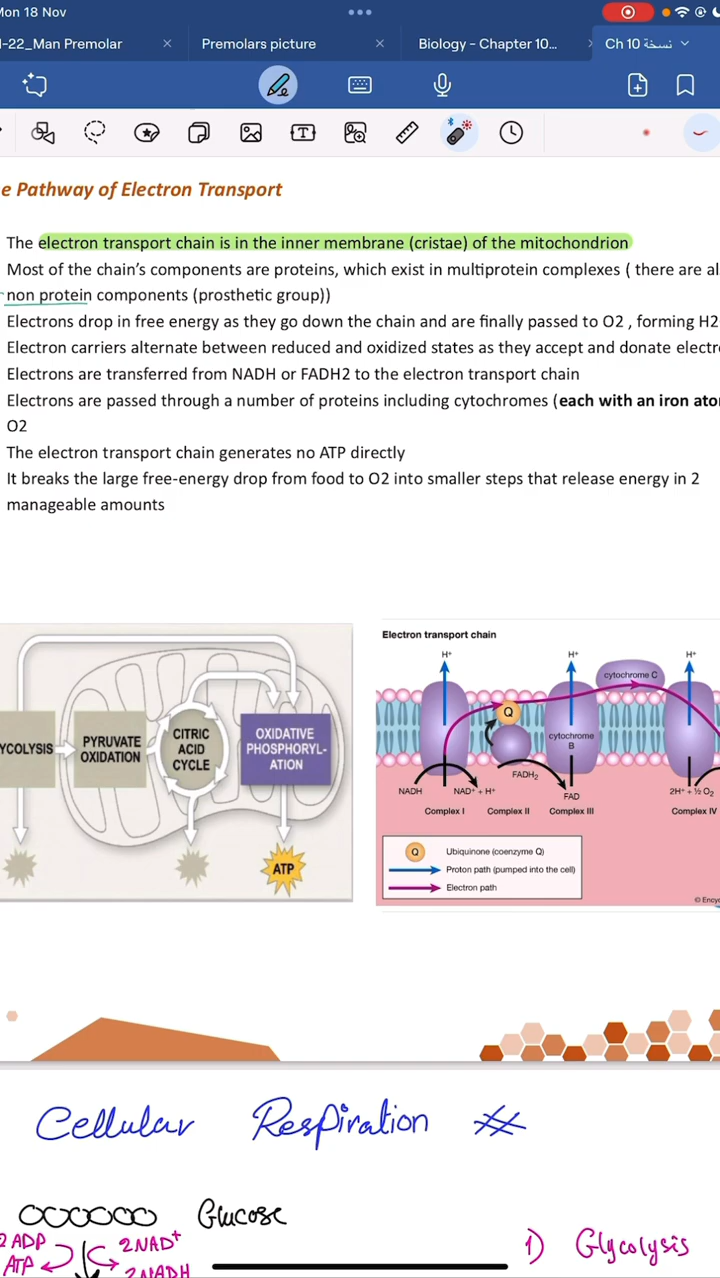 Mon 18 Nov
-22_Man Premolar
Premolars picture
Biology - Chapter 10...
Ch 10 نسخة
e Pathway of Electron Transport
The electron transport chain is in the inner membrane (cristae) of the mitochondrion
Most of the chain's components are proteins, which exist in multiprotein complexes ( there are al
non protein components (prosthetic group))
Electrons drop in free energy as they go down the chain and are finally passed to O2 , forming H2
Electron carriers alternate between reduced and oxidized states as they accept and donate electr
Electrons are transferred from NADH or FADH2 to the electron transport chain
Electrons are passed through a number of proteins including cytochromes (each with an iron ato
O2
The electron transport chain generates no ATP directly
It breaks the large free-energy drop from food to O2 into smaller steps that release energy in 2
manageable amounts
YCOLYSIS
PYRUVATE
OXIDATION
CITRIC
ACID
CYCLE
OXIDATIVE
PHOSPHORYL-
ATION
ATP
Electron transport chain
H⁺
H⁺
H⁺
cytochrome C
Q
cytochrome
B
FADH₂
NADH
NAD⁺ + H⁺
FAD
2H⁺ + ½ O₂
Complex I
Complex II
Complex III
Complex IV
Q
Ubiquinone (coenzyme Q)
Proton path (pumped into the cell)
Electron path
© Ency
Cellular Respiration
Glucose
2 ADP
2NAD⁺
ATP
2NADH
1) Glycolysis